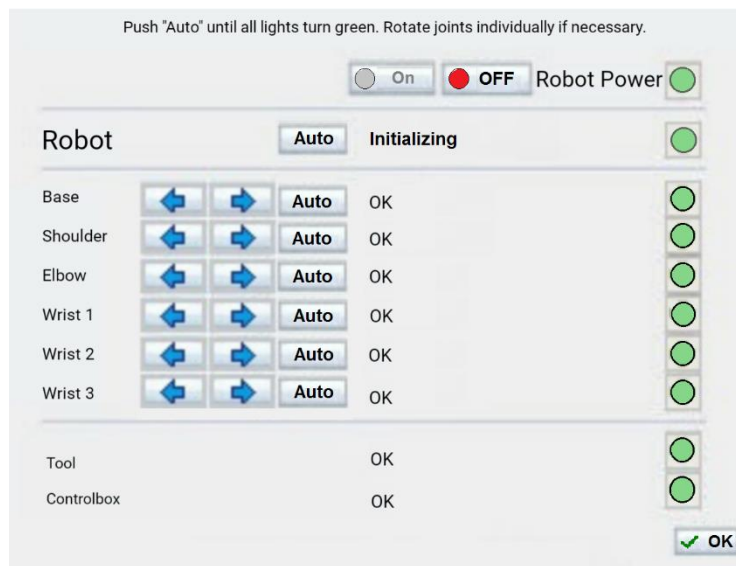 Push "Auto" until all lights turn green. Rotate joints individually if necessary.
On OFF Robot Power
Robot Auto Initializing
Base Auto OK
Shoulder Auto OK
Elbow Auto OK
Wrist 1 Auto OK
Wrist 2 Auto OK
Wrist 3 Auto OK
Tool OK
Controlbox OK
OK